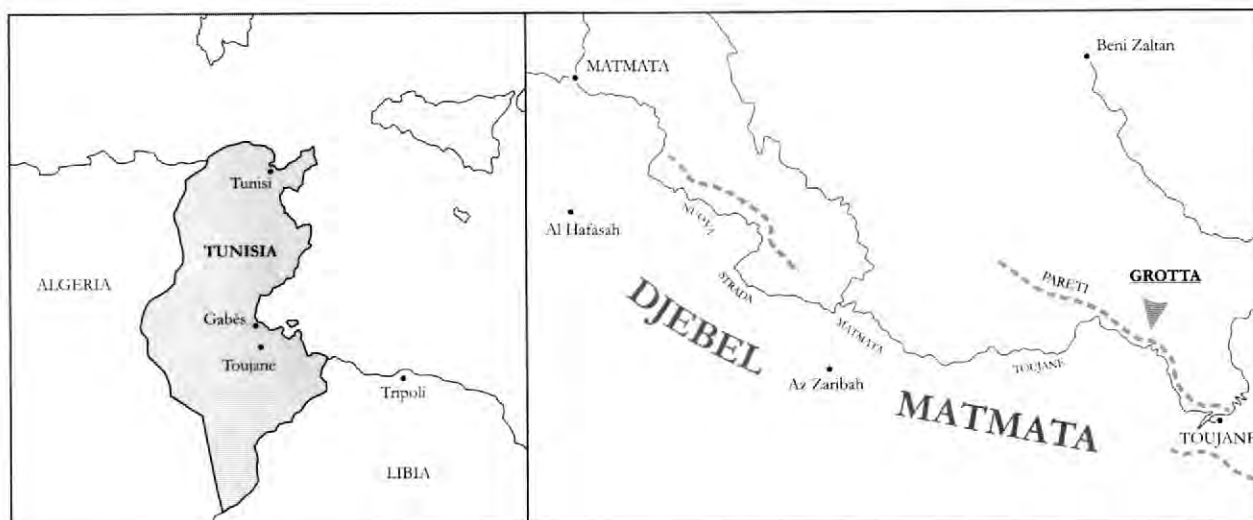 Tunisi
TUNISIA
ALGERIA
Gabès
Toujane
Tripoli
LIBIA
MATMATA
Beni Zaltan
Al Hafasah
NUOVA
STRADA
MATMATA
TOUJANE
PARETI
GROTTA
DJEBEL
MATMATA
Az Zaribah
TOUJANE